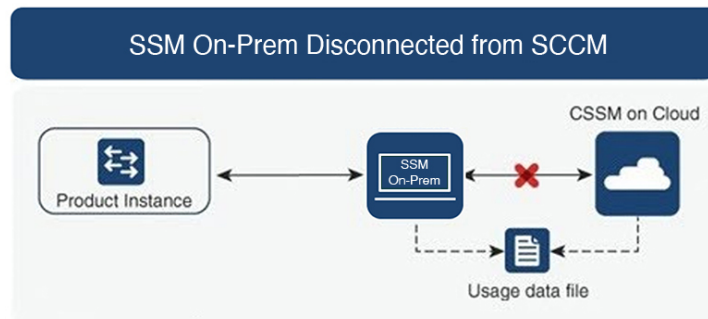 SSM On-Prem Disconnected from SCCM
CSSM on Cloud
SSM
On-Prem
Product Instance
Usage data file